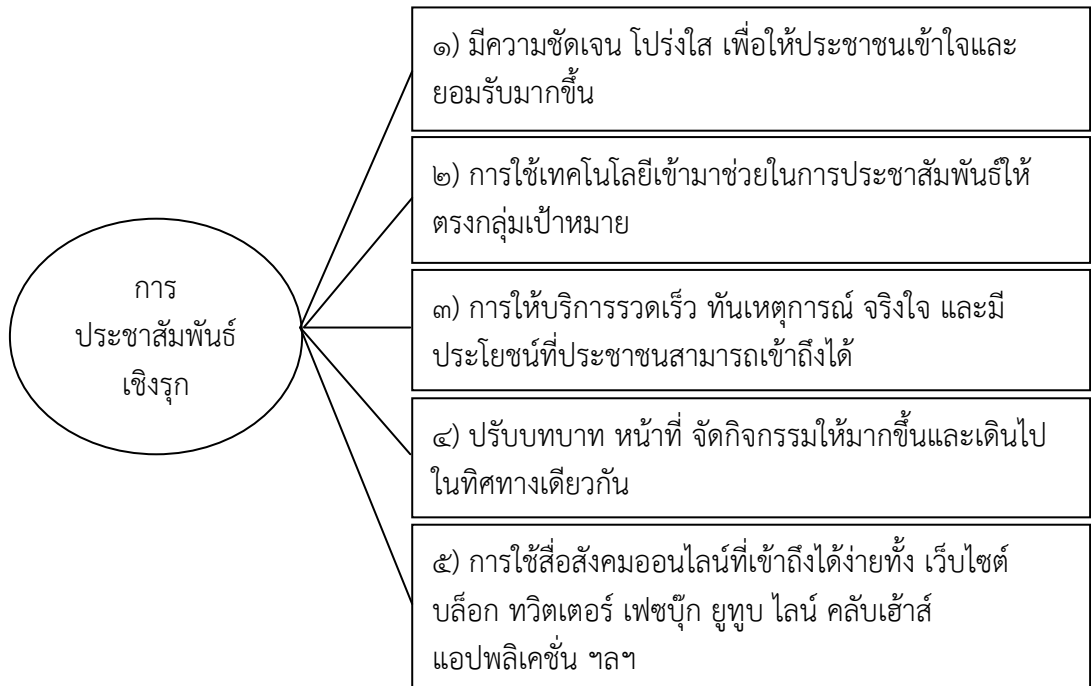 ๑) มีความชัดเจน โปร่งใส เพื่อให้ประชาชนเข้าใจและ
ยอมรับมากขึ้น
๒) การใช้เทคโนโลยีเข้ามาช่วยในการประชาสัมพันธ์ให้
ตรงกลุ่มเป้าหมาย
การ
ประชาสัมพันธ์
เชิงรุก
๓) การให้บริการรวดเร็ว ทันเหตุการณ์ จริงใจ และมี
ประโยชน์ที่ประชาชนสามารถเข้าถึงได้
๔) ปรับบทบาท หน้าที่ จัดกิจกรรมให้มากขึ้นและเดินไป
ในทิศทางเดียวกัน
๕) การใช้สื่อสังคมออนไลน์ที่เข้าถึงได้ง่ายทั้ง เว็บไซต์
บล็อก ทวิตเตอร์ เฟซบุ๊ก ยูทูบ ไลน์ คลับเฮ้าส์
แอปพลิเคชั่น ฯลฯ